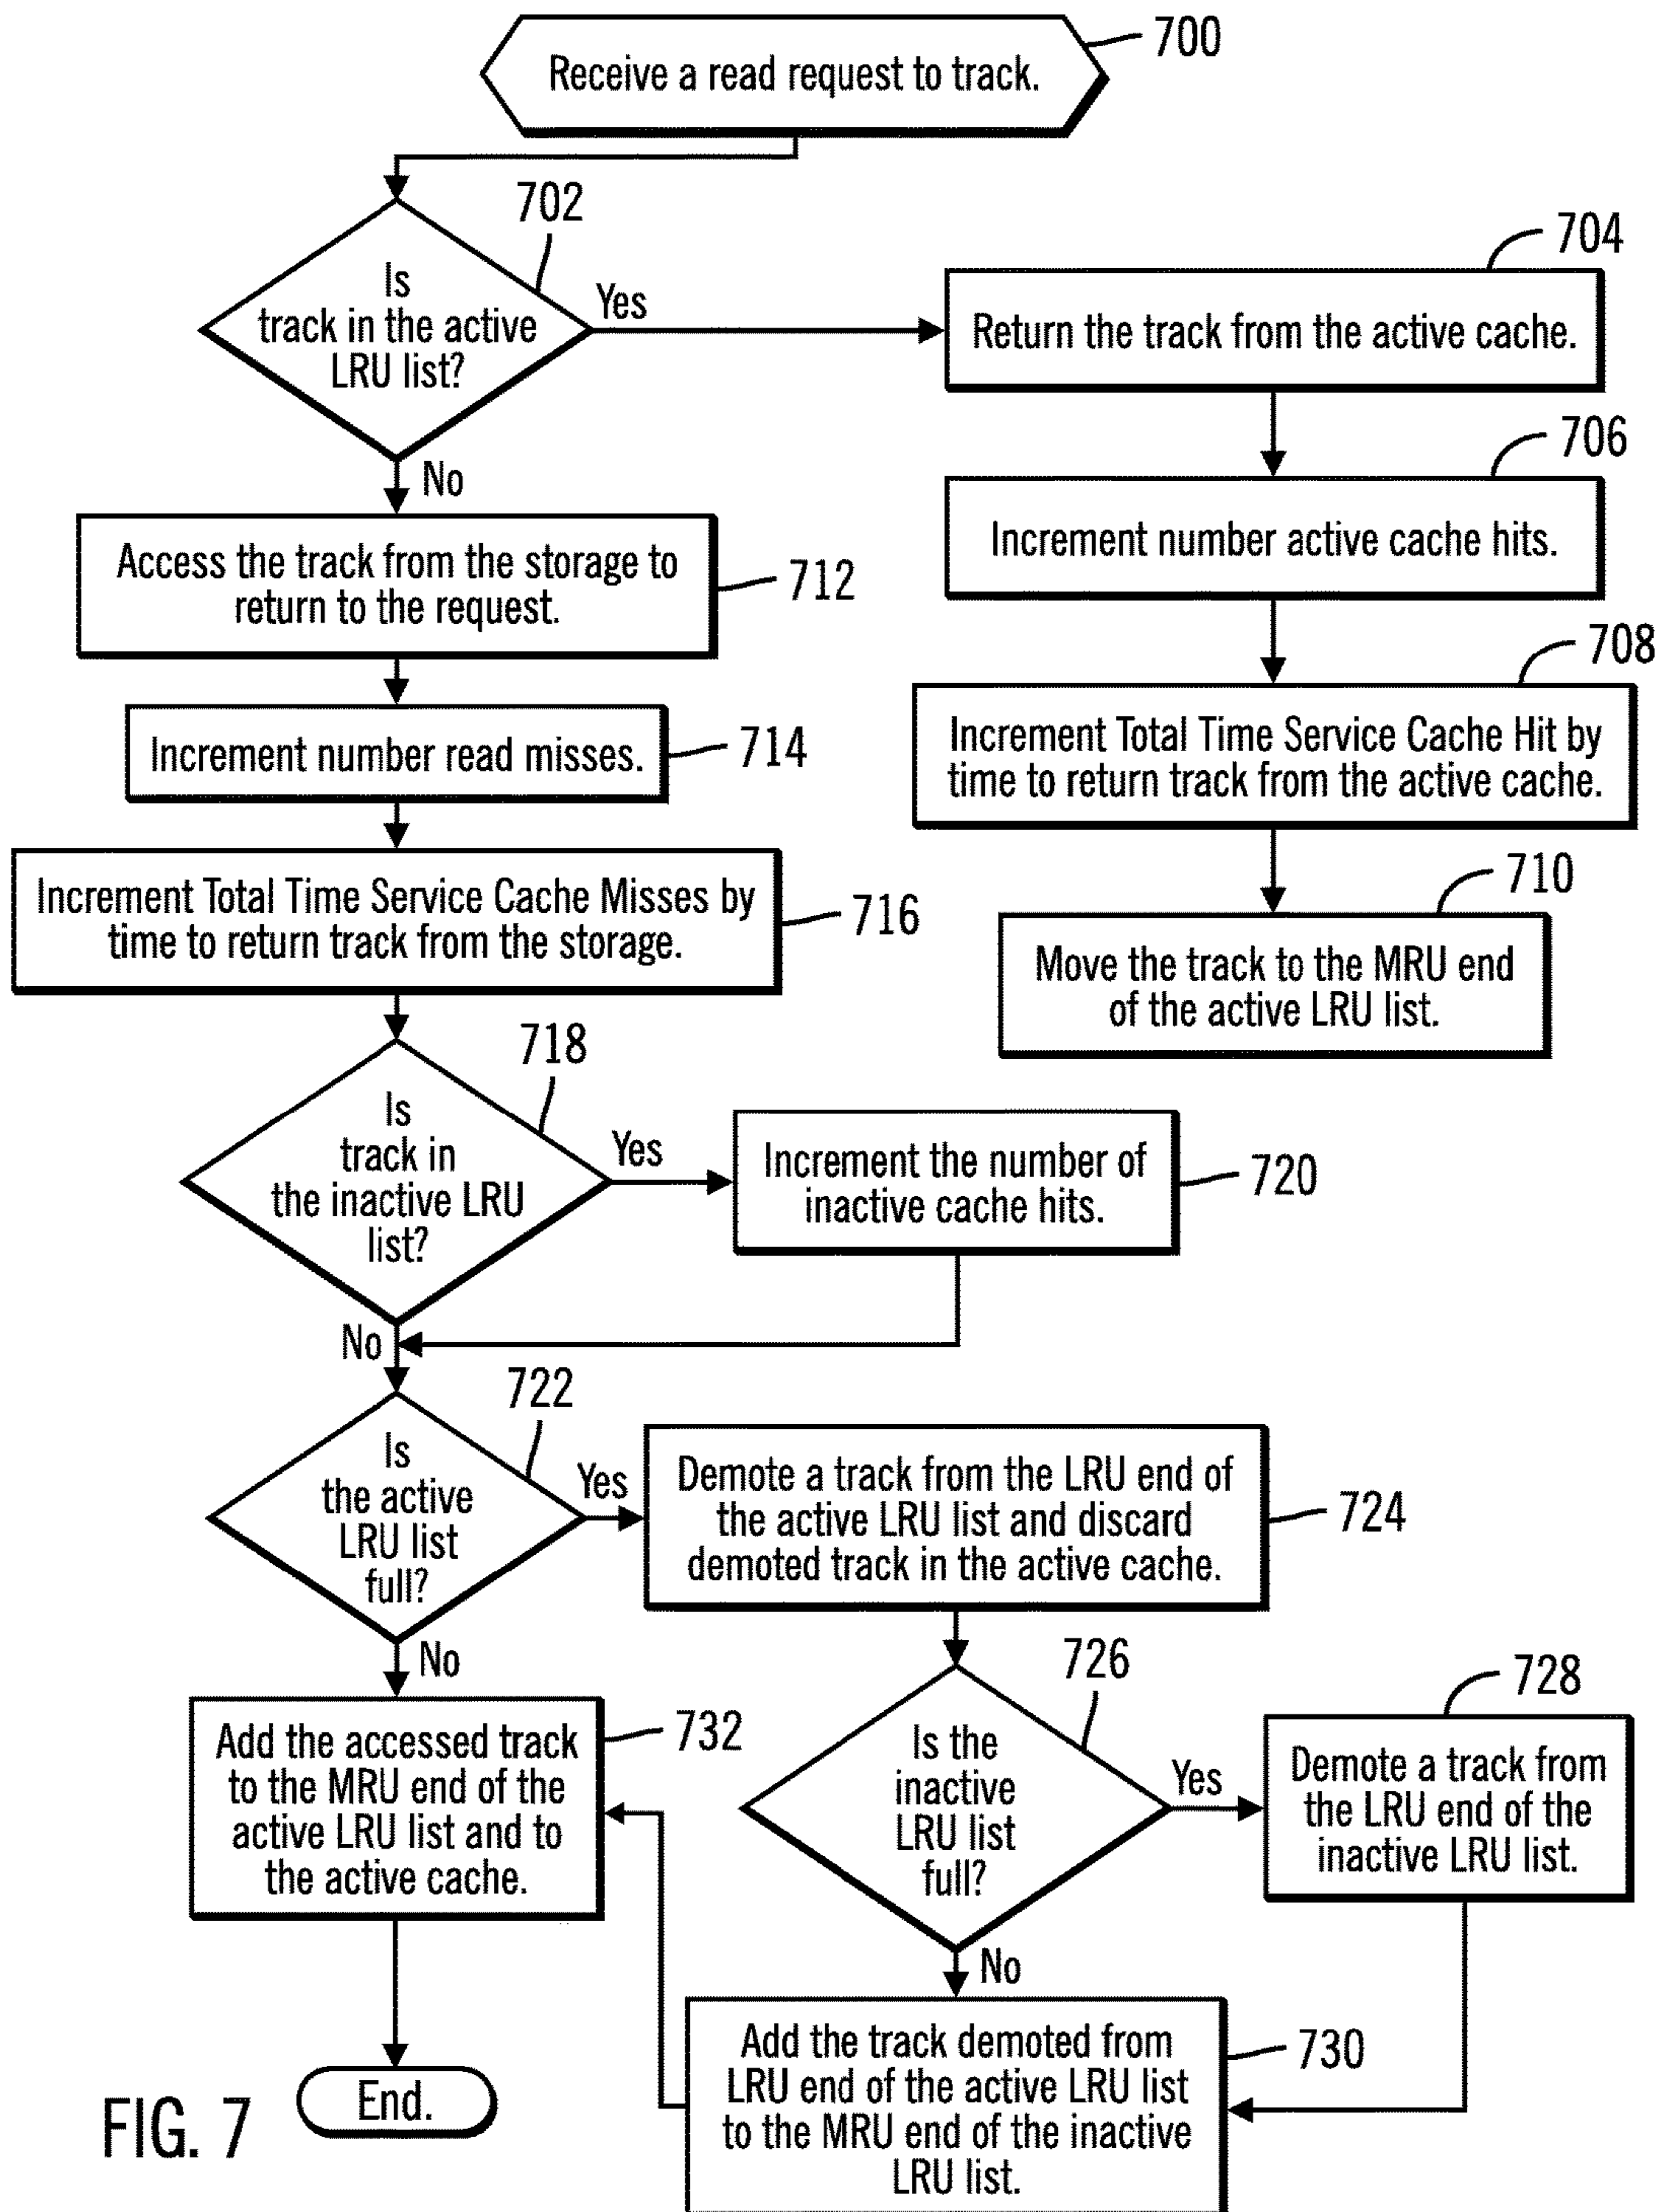 700
Receive a read request to track.
702
Is
track in the active
LRU list?
Yes
No
704
Return the track from the active cache.
706
Increment number active cache hits.
708
Increment Total Time Service Cache Hit by
time to return track from the active cache.
710
Move the track to the MRU end
of the active LRU list.
Access the track from the storage to
return to the request.
712
Increment number read misses.
714
Increment Total Time Service Cache Misses by
time to return track from the storage.
716
718
Is
track in
the inactive LRU
list?
Yes
No
Increment the number of
inactive cache hits.
720
722
Is
the active
LRU list
full?
Yes
No
Demote a track from the LRU end of
the active LRU list and discard
demoted track in the active cache.
724
726
Is the
inactive
LRU list
full?
Yes
No
728
Demote a track from
the LRU end of the
inactive LRU list.
Add the track demoted from
LRU end of the active LRU list
to the MRU end of the inactive
LRU list.
730
Add the accessed track
to the MRU end of the
active LRU list and to
the active cache.
732
End.
FIG. 7